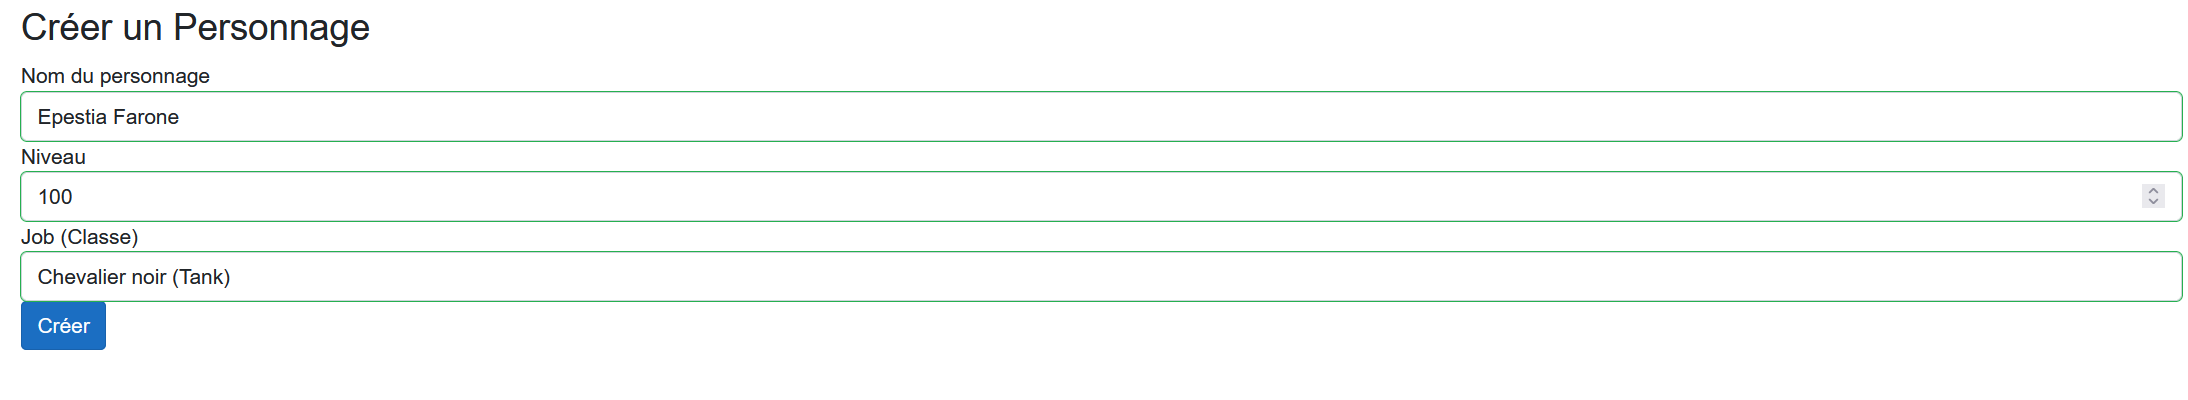 Créer un Personnage
Nom du personnage
Epestia Farone
Niveau
100
Job (Classe)
Chevalier noir (Tank)
Créer